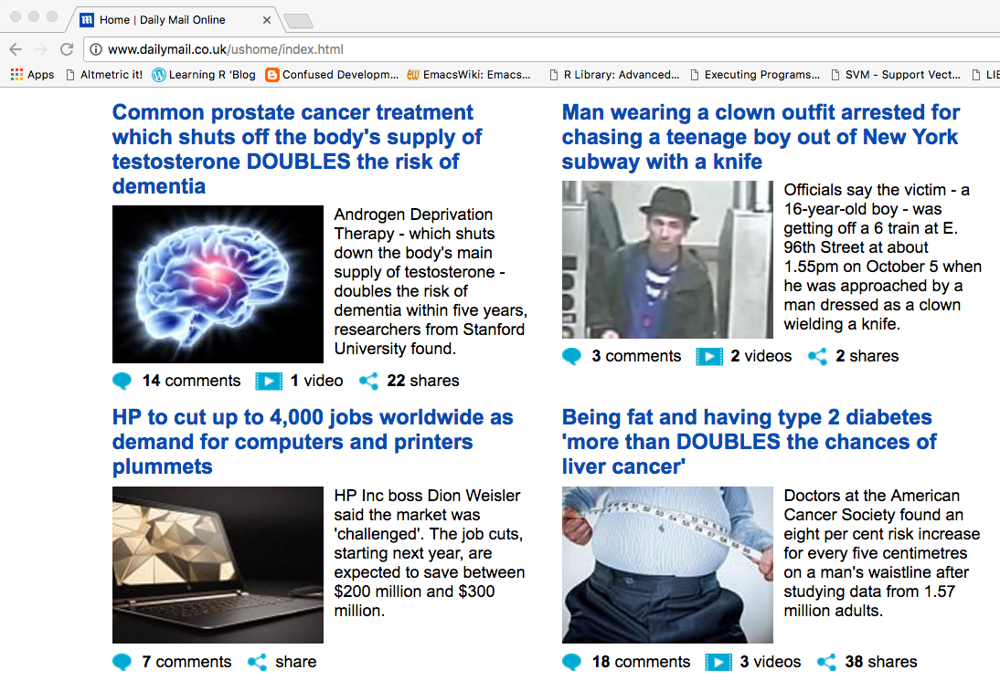 Home | Daily Mail Online
www.dailymail.co.uk/ushome/index.html
Apps Altmetric it! Learning R 'Blog Confused Developm... EmacsWiki: Emacs... R Library: Advanced... Executing Programs... SVM - Support Vect... LIE
Common prostate cancer treatment
which shuts off the body's supply of
testosterone DOUBLES the risk of
dementia
Androgen Deprivation
Therapy - which shuts
down the body's main
supply of testosterone -
doubles the risk of
dementia within five years,
researchers from Stanford
University found.
14 comments 1 video 22 shares
Man wearing a clown outfit arrested for
chasing a teenage boy out of New York
subway with a knife
Officials say the victim - a
16-year-old boy - was
getting off a 6 train at E.
96th Street at about
1.55pm on October 5 when
he was approached by a
man dressed as a clown
wielding a knife.
3 comments 2 videos 2 shares
HP to cut up to 4,000 jobs worldwide as
demand for computers and printers
plummets
HP Inc boss Dion Weisler
said the market was
'challenged'. The job cuts,
starting next year, are
expected to save between
$200 million and $300
million.
7 comments share
Being fat and having type 2 diabetes
'more than DOUBLES the chances of
liver cancer'
Doctors at the American
Cancer Society found an
eight per cent risk increase
for every five centimetres
on a man's waistline after
studying data from 1.57
million adults.
18 comments 3 videos 38 shares